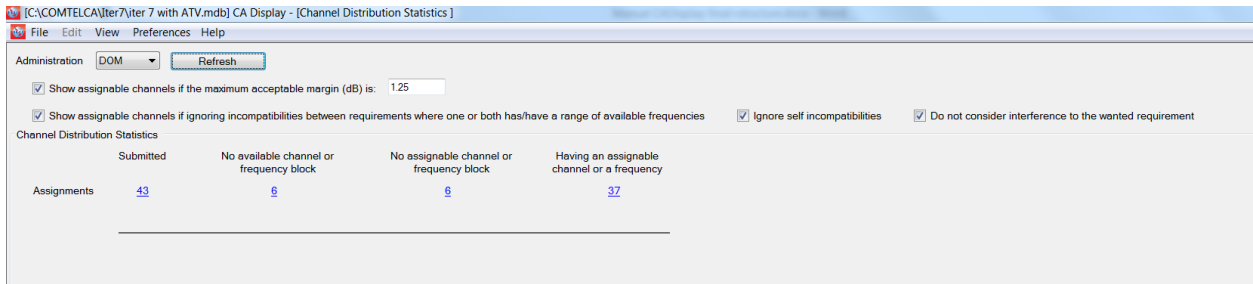 [C:\COMTELCA\Iter7\iter 7 with ATV.mdb] CA Display - [Channel Distribution Statistics ]
File Edit View Preferences Help
Administration DOM Refresh
Show assignable channels if the maximum acceptable margin (dB) is: 1.25
Show assignable channels if ignoring incompatibilities between requirements where one or both has/have a range of available frequencies Ignore self incompatibilities Do not consider interference to the wanted requirement
Channel Distribution Statistics
Submitted No available channel or No assignable channel or Having an assignable
frequency block frequency block channel or a frequency
Assignments 43 6 6 37